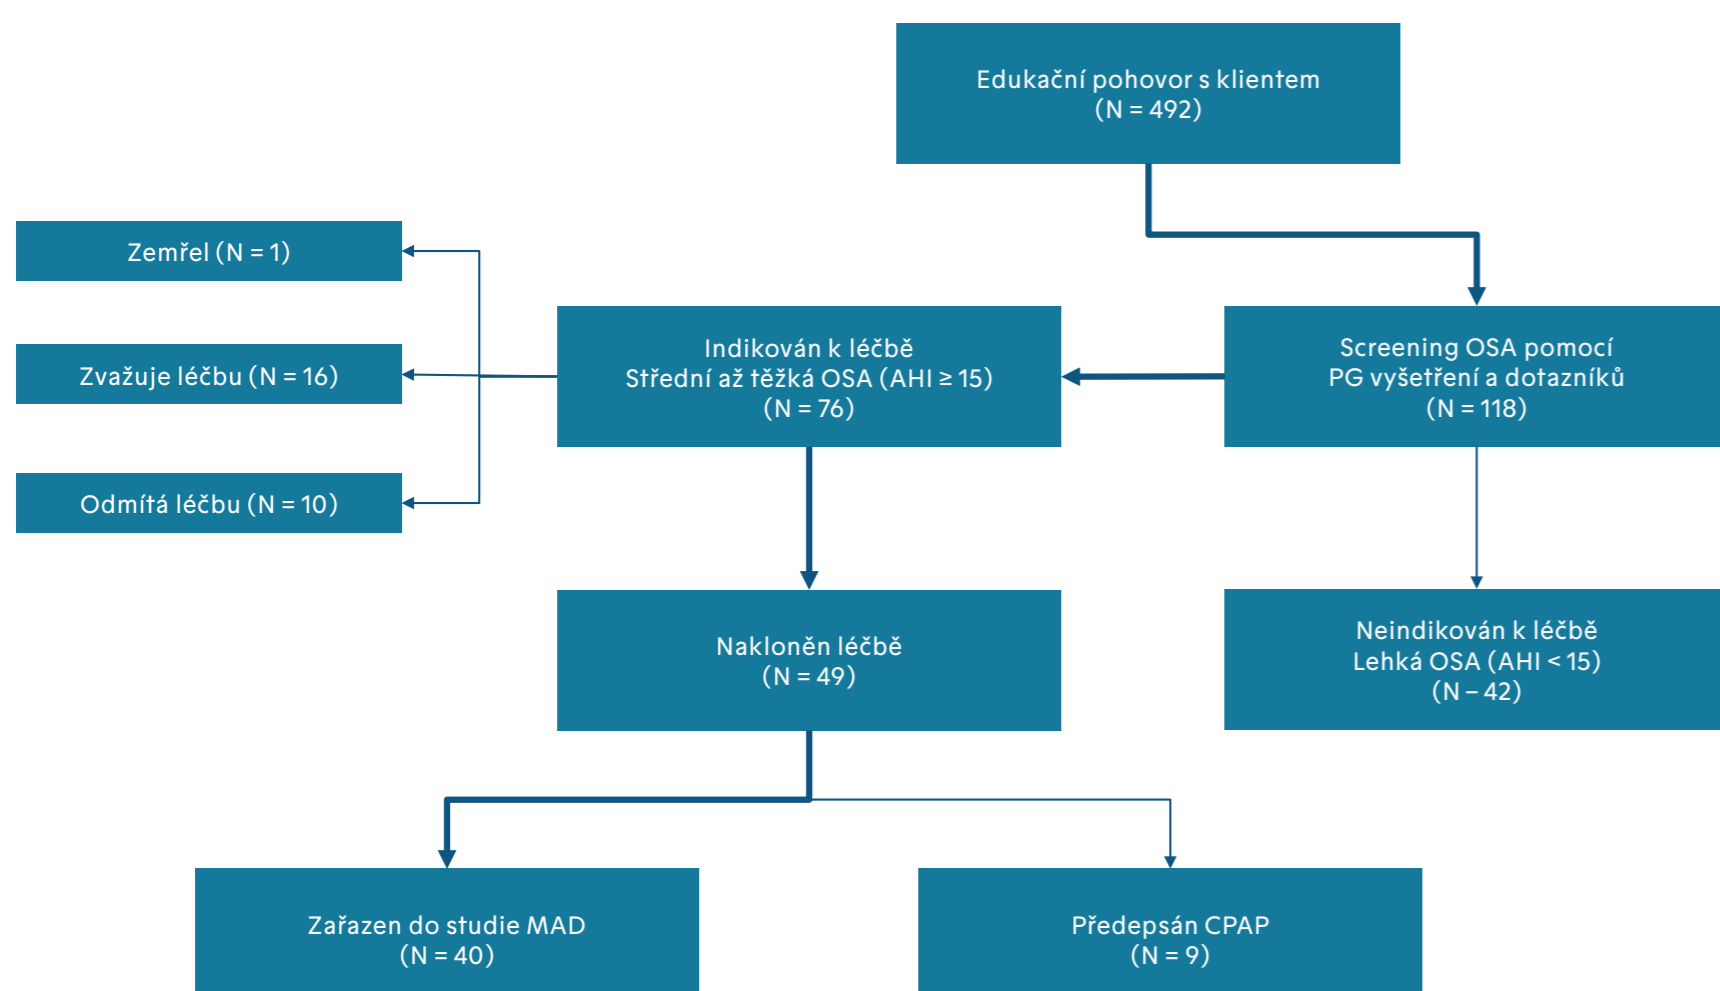 Edukační pohovor s klientem
(N = 492)
Zemřel (N = 1)
Zvažuje léčbu (N = 16)
Odmítá léčbu (N = 10)
Indikován k léčbě
Střední až těžká OSA (AHI ≥ 15)
(N = 76)
Screening OSA pomocí
PG vyšetření a dotazníků
(N = 118)
Nakloněn léčbě
(N = 49)
Neindikován k léčbě
Lehká OSA (AHI < 15)
(N – 42)
Zařazen do studie MAD
(N = 40)
Předepsán CPAP
(N = 9)